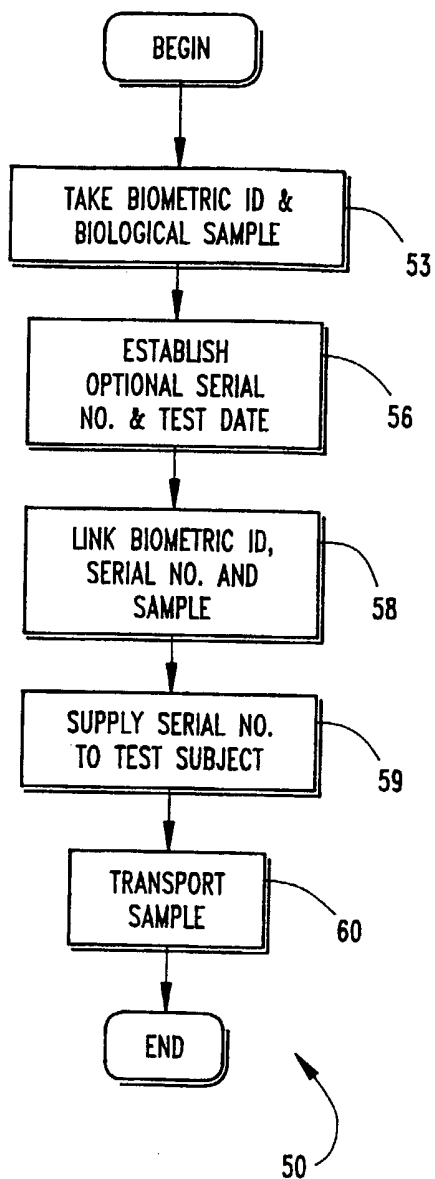 BEGIN
TAKE BIOMETRIC ID &
BIOLOGICAL SAMPLE
53
ESTABLISH
OPTIONAL SERIAL
NO. & TEST DATE
56
LINK BIOMETRIC ID,
SERIAL NO. AND
SAMPLE
58
SUPPLY SERIAL NO.
TO TEST SUBJECT
59
TRANSPORT
SAMPLE
60
END
50